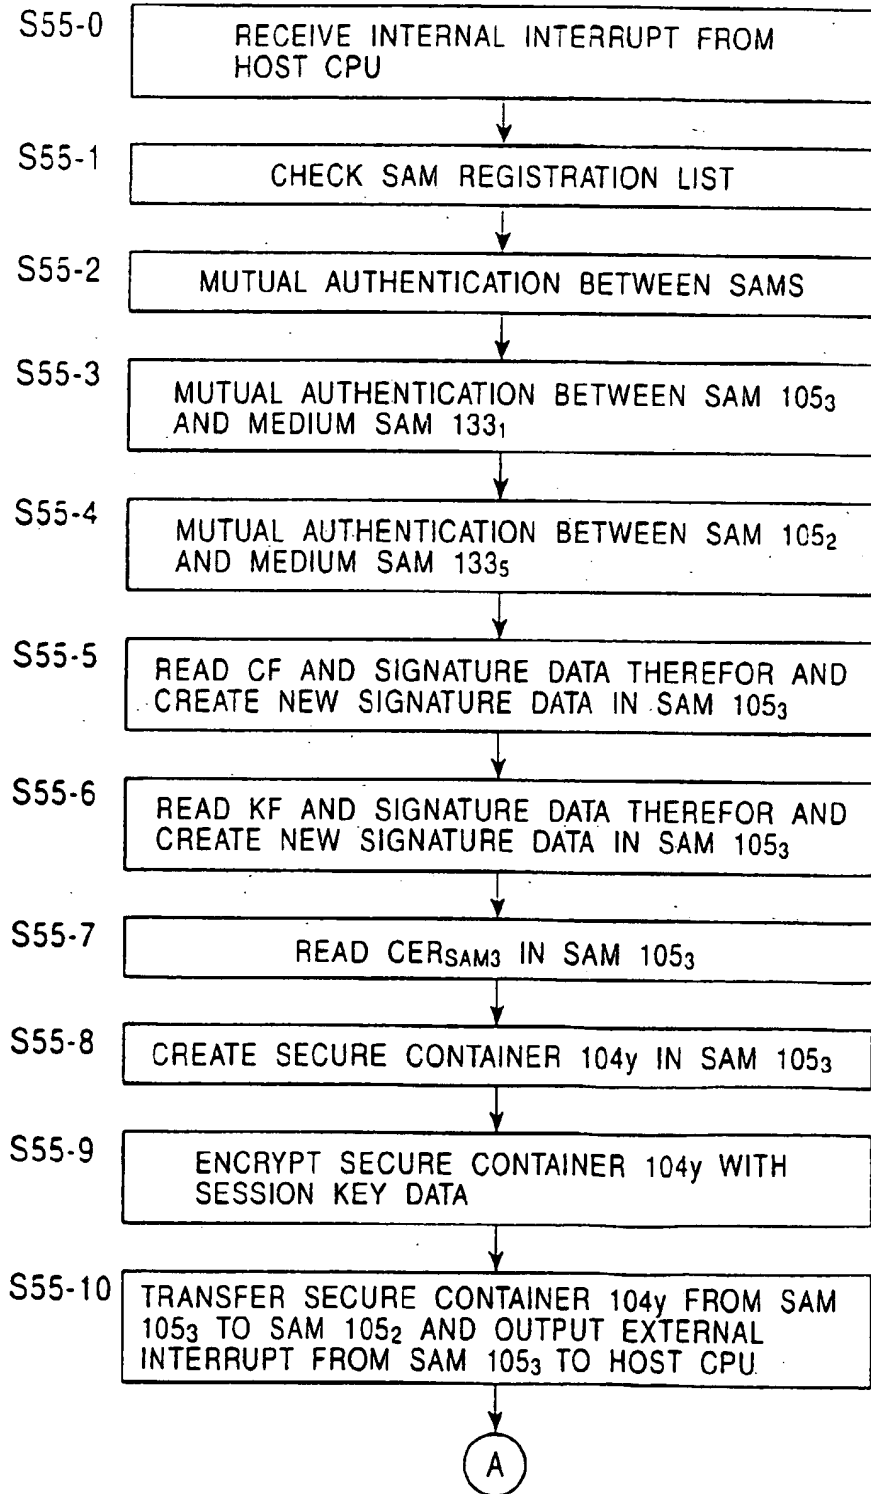 S55-0
RECEIVE INTERNAL INTERRUPT FROM
HOST CPU
S55-1
CHECK SAM REGISTRATION LIST
S55-2
MUTUAL AUTHENTICATION BETWEEN SAMS
S55-3
MUTUAL AUTHENTICATION BETWEEN SAM 105₃
AND MEDIUM SAM 133₁
S55-4
MUTUAL AUTHENTICATION BETWEEN SAM 105₂
AND MEDIUM SAM 133₅
S55-5
READ CF AND SIGNATURE DATA THEREFOR AND
CREATE NEW SIGNATURE DATA IN SAM 105₃
S55-6
READ KF AND SIGNATURE DATA THEREFOR AND
CREATE NEW SIGNATURE DATA IN SAM 105₃
S55-7
READ CERSAM3 IN SAM 105₃
S55-8
CREATE SECURE CONTAINER 104y IN SAM 105₃
S55-9
ENCRYPT SECURE CONTAINER 104y WITH
SESSION KEY DATA
S55-10
TRANSFER SECURE CONTAINER 104y FROM SAM
105₃ TO SAM 105₂ AND OUTPUT EXTERNAL
INTERRUPT FROM SAM 105₃ TO HOST CPU
A